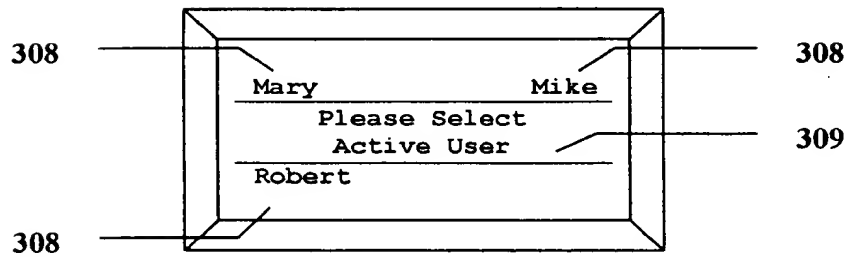 308 308
Mary Mike
Please Select
Active User
309
Robert
308